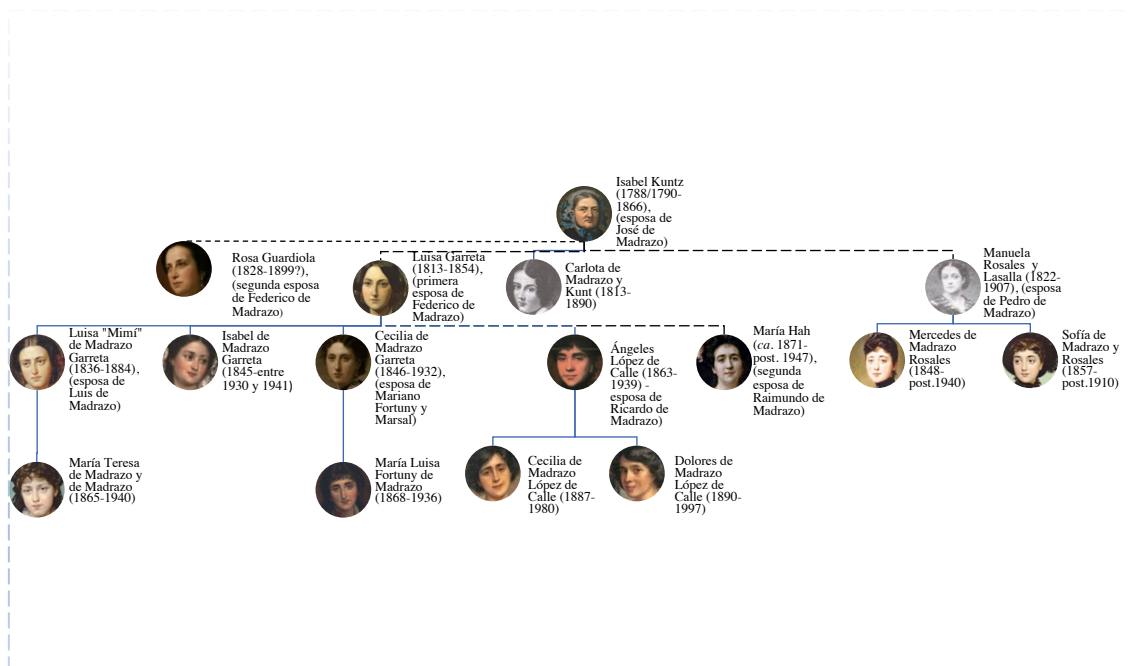 Isabel Kuntz
(1788/1790-
1866),
(esposa de
José de
Madrazo)
Rosa Guardiola
(1828-1899?),
(segunda esposa
de Federico de
Madrazo)
Luisa Garreta
(1813-1854),
(primera
esposa de
Federico de
Madrazo)
Carlota de
Madrazo y
Kunt (1813-
1890)
Manuela
Rosales y
Lasalla (1822-
1907), (esposa
de Pedro de
Madrazo)
Luisa "Mimí"
de Madrazo
Garreta
(1836-1884),
(esposa de
Luis de
Madrazo)
Isabel de
Madrazo
Garreta
(1845-entre
1930 y 1941)
Cecilia de
Madrazo
Garreta
(1846-1932),
(esposa de
Mariano
Fortuny y
Marsal)
Ángeles
López de
Calle (1863-
1939) -
esposa de
Ricardo de
Madrazo)
María Hah
(ca. 1871-
post. 1947),
(segunda
esposa de
Raimundo de
Madrazo)
Mercedes de
Madrazo
Rosales
(1848-
post.1940)
Sofía de
Madrazo y
Rosales
(1857-
post.1910)
María Teresa
de Madrazo y
de Madrazo
(1865-1940)
María Luisa
Fortuny de
Madrazo
(1868-1936)
Cecilia de
Madrazo
López de
Calle (1887-
1980)
Dolores de
Madrazo
López de
Calle (1890-
1997)